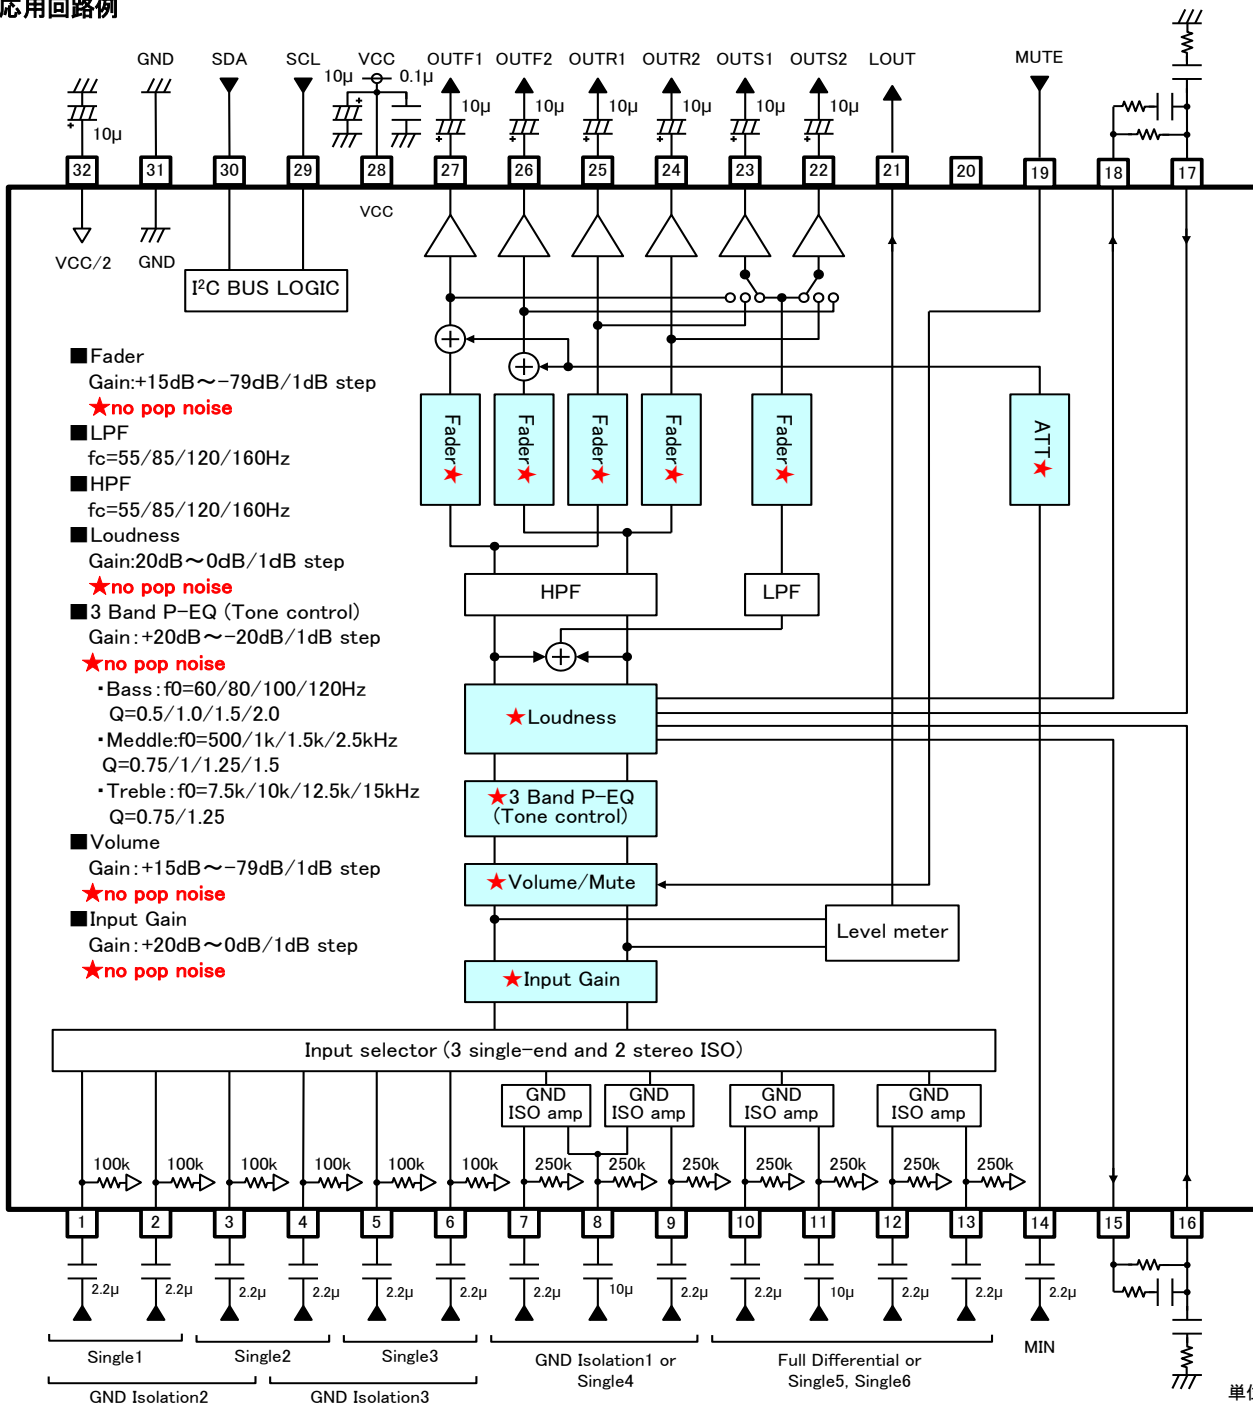 応用回路例
GND SDA SCL VCC OUTF1 OUTF2 OUTR1 OUTR2 OUTS1 OUTS2 LOUT MUTE
10μ 10μ 0.1μ 10μ 10μ 10μ 10μ 10μ 10μ
32 31 30 29 28 27 26 25 24 23 22 21 20 19 18 17
VCC
VCC/2 GND
I²C BUS LOGIC
■Fader
Gain:+15dB～-79dB/1dB step
★no pop noise
■LPF
fc=55/85/120/160Hz
■HPF
fc=55/85/120/160Hz
■Loudness
Gain:20dB～0dB/1dB step
★no pop noise
■3 Band P-EQ (Tone control)
Gain:+20dB～-20dB/1dB step
★no pop noise
・Bass:f0=60/80/100/120Hz
Q=0.5/1.0/1.5/2.0
・Meddle:f0=500/1k/1.5k/2.5kHz
Q=0.75/1/1.25/1.5
・Treble:f0=7.5k/10k/12.5k/15kHz
Q=0.75/1.25
■Volume
Gain:+15dB～-79dB/1dB step
★no pop noise
■Input Gain
Gain:+20dB～0dB/1dB step
★no pop noise
Fader★ Fader★ Fader★ Fader★ Fader★ ATT★
HPF LPF
★Loudness
★3 Band P-EQ
(Tone control)
★Volume/Mute
Level meter
★Input Gain
Input selector (3 single-end and 2 stereo ISO)
GND
ISO amp
GND
ISO amp
GND
ISO amp
GND
ISO amp
100k 100k 100k 100k 100k 100k 250k 250k 250k 250k 250k 250k 250k
1 2 3 4 5 6 7 8 9 10 11 12 13 14 15 16
2.2μ 2.2μ 2.2μ 2.2μ 2.2μ 2.2μ 2.2μ 10μ 2.2μ 2.2μ 10μ 2.2μ 2.2μ 2.2μ
Single1 Single2 Single3
GND Isolation1 or
Single4
Full Differential or
Single5, Single6
MIN
GND Isolation2 GND Isolation3
単位